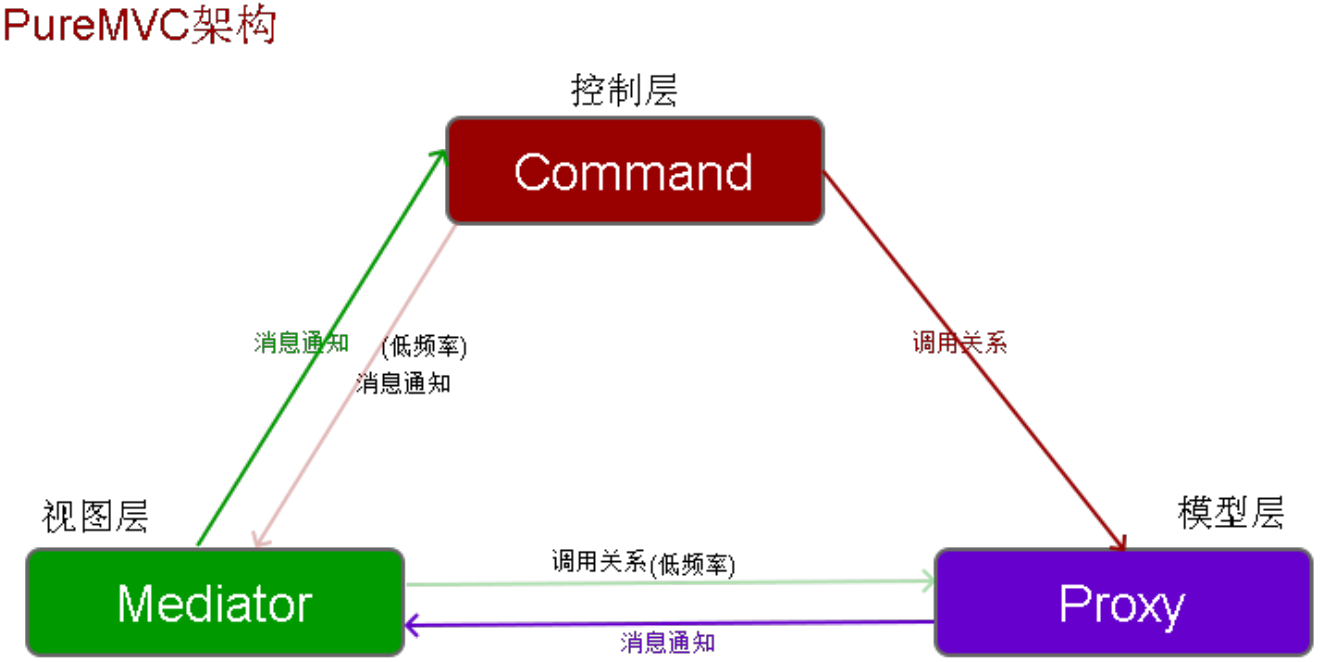 PureMVC架构
控制层
Command
消息通知
(低频率)
消息通知
调用关系
视图层
模型层
Mediator
调用关系(低频率)
消息通知
Proxy